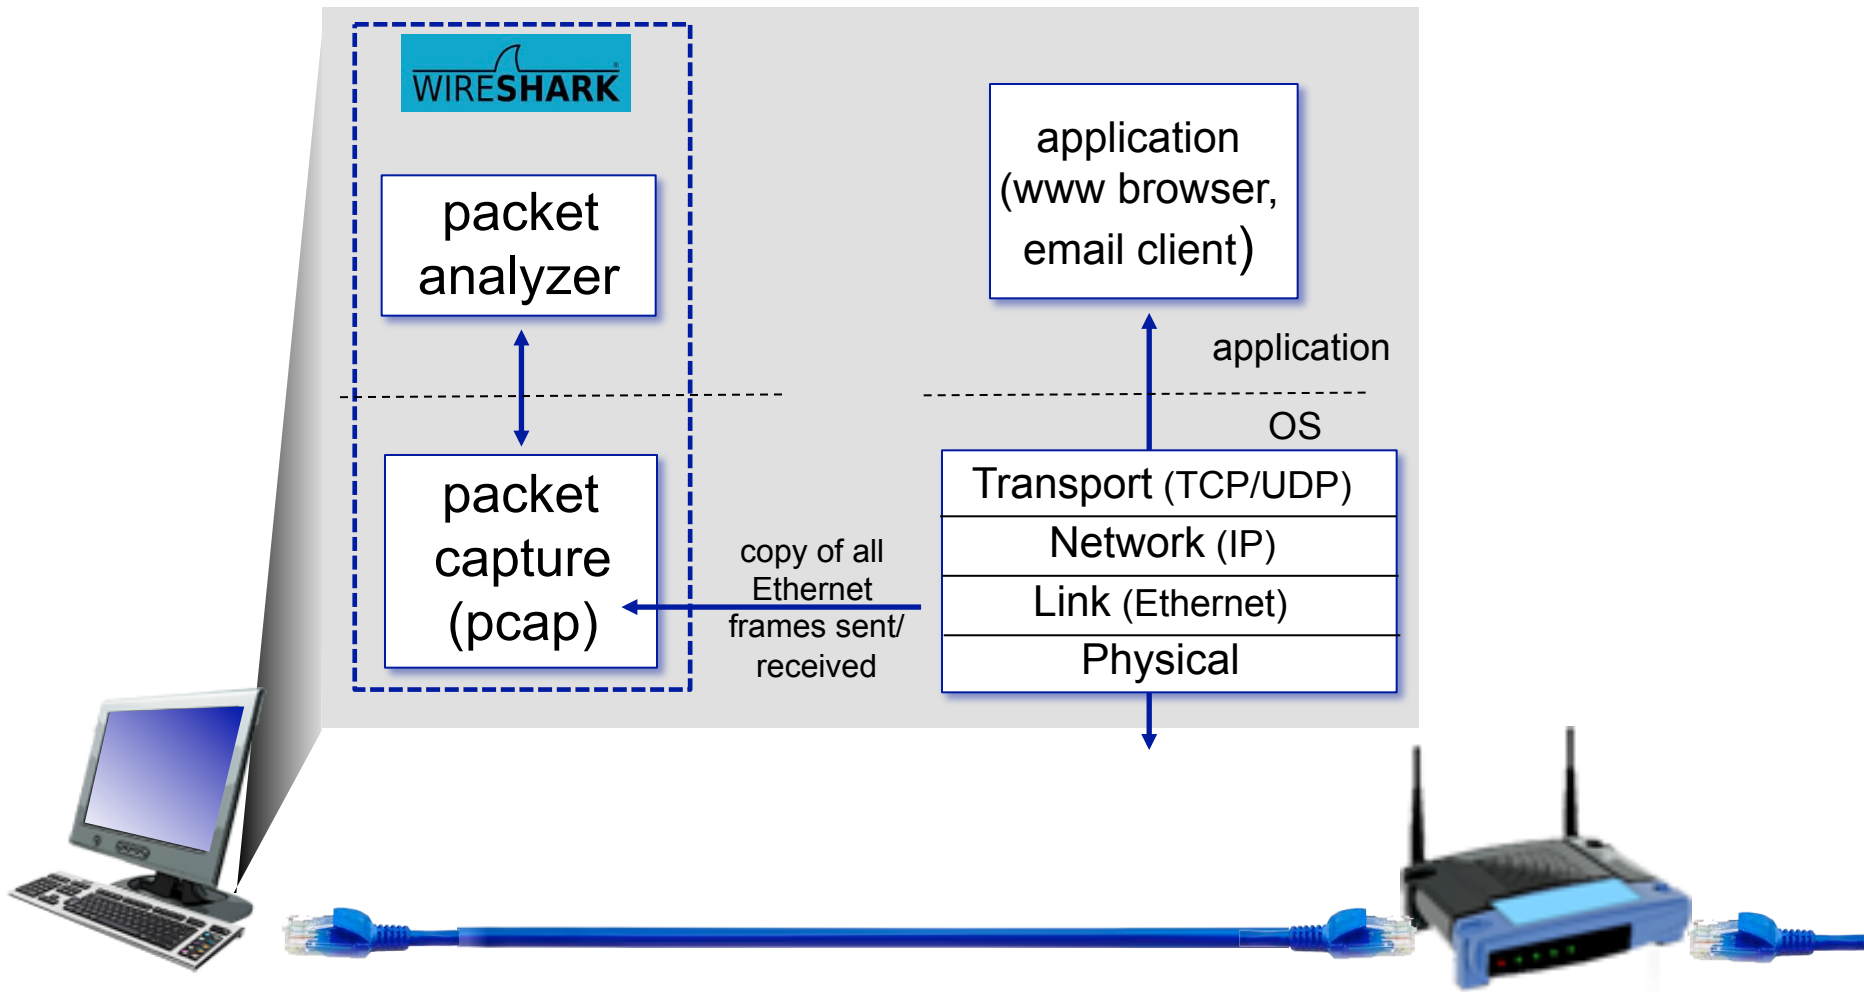 WIRESHARK
packet
analyzer
packet
capture
(pcap)
copy of all
Ethernet
frames sent/
received
application
(www browser,
email client)
application
OS
Transport (TCP/UDP)
Network (IP)
Link (Ethernet)
Physical